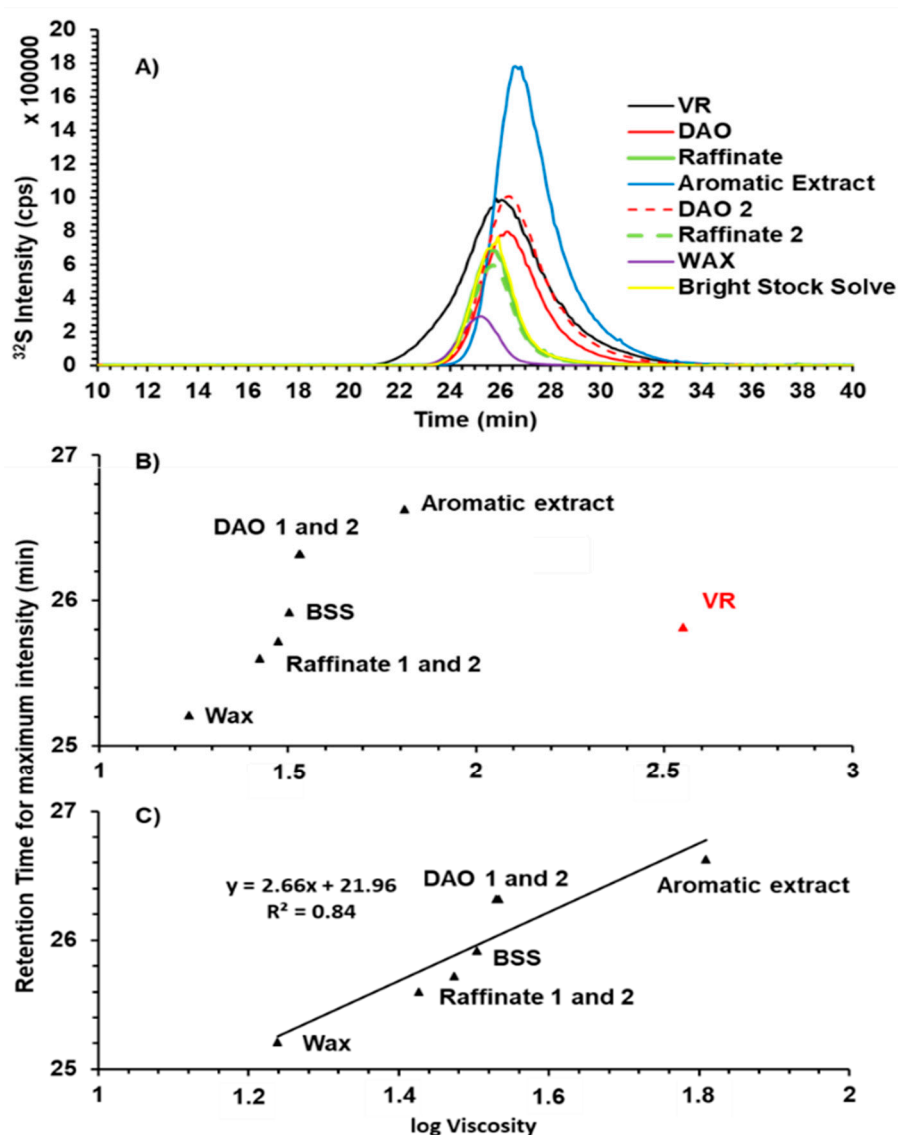 A)
³²S Intensity (cps) x 100000
20
18
16
14
12
10
8
6
4
2
0
10 12 14 16 18 20 22 24 26 28 30 32 34 36 38 40
Time (min)
VR
DAO
Raffinate
Aromatic Extract
DAO 2
Raffinate 2
WAX
Bright Stock Solve
Retention Time for maximum intensity (min)
B)
27
26
25
Aromatic extract
DAO 1 and 2
BSS
VR
Raffinate 1 and 2
Wax
1 1.5 2 2.5 3
C)
27
26
25
y = 2.66x + 21.96
R² = 0.84
DAO 1 and 2
Aromatic extract
BSS
Raffinate 1 and 2
Wax
1 1.2 1.4 1.6 1.8 2
log Viscosity